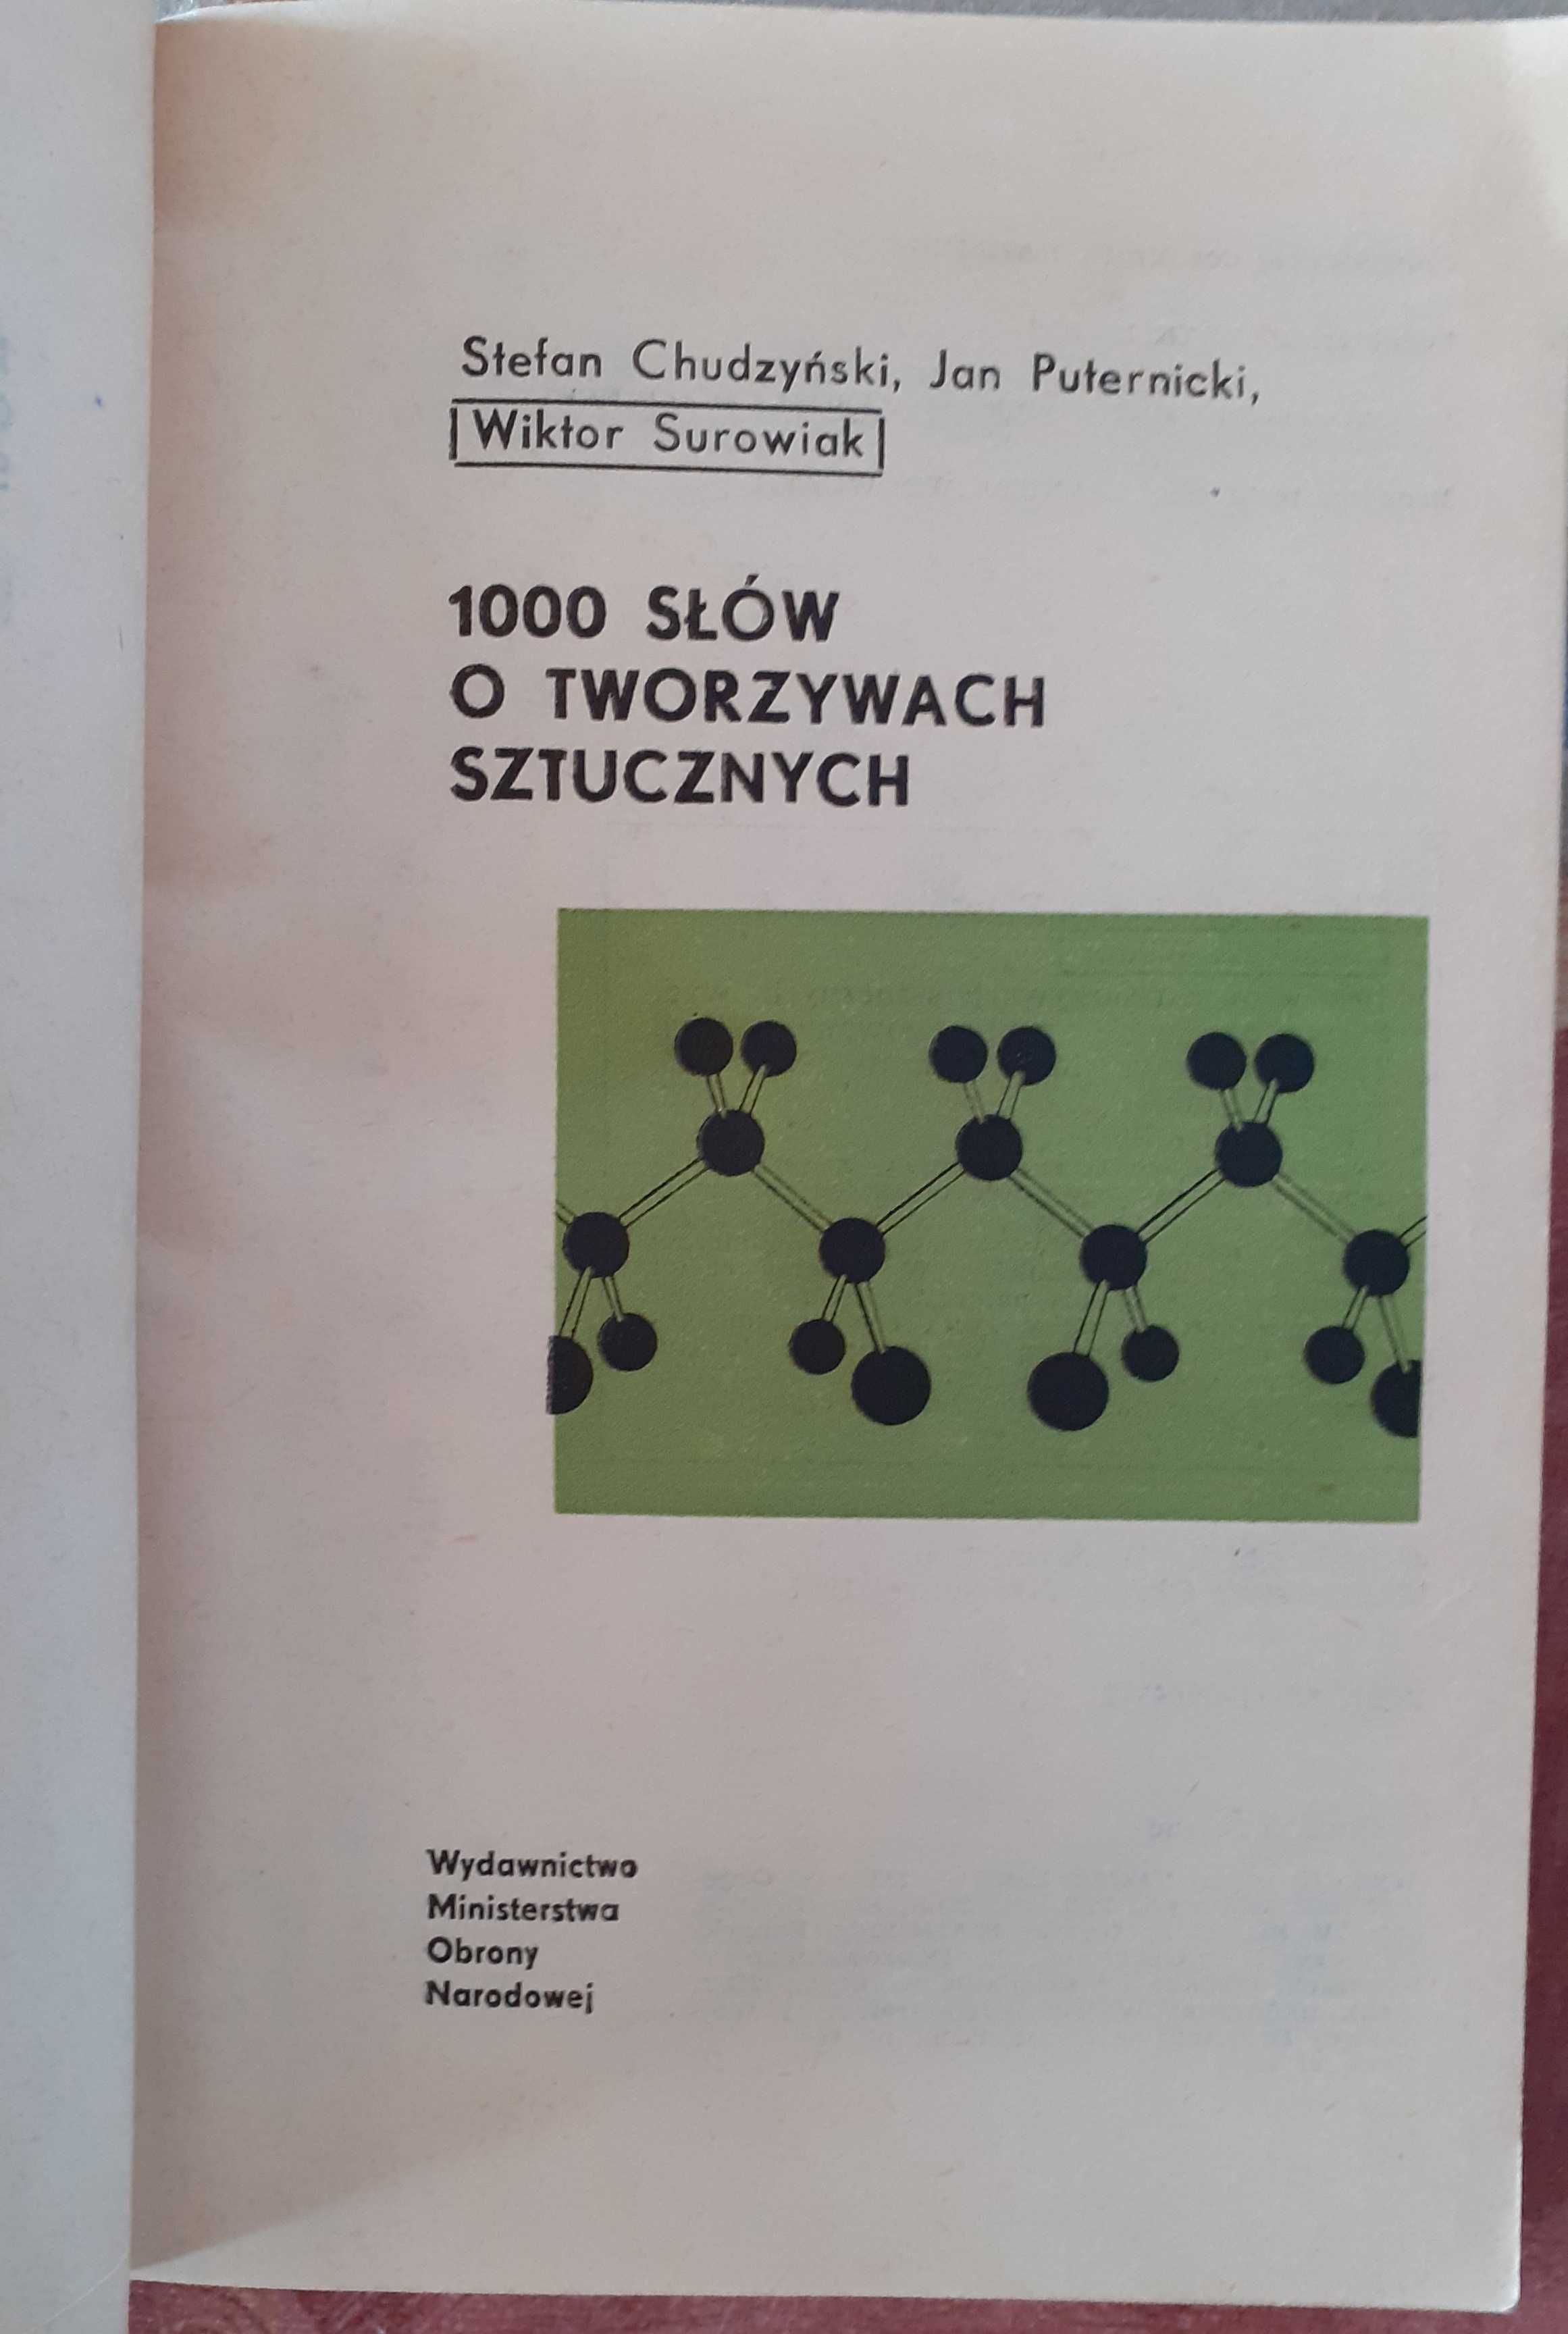 Stefan Chudzyński, Jan Puternicki,
Wiktor Surowiak
1000 SŁÓW
O TWORZYWACH
SZTUCZNYCH
Wydawnictwo
Ministerstwa
Obrony
Narodowej